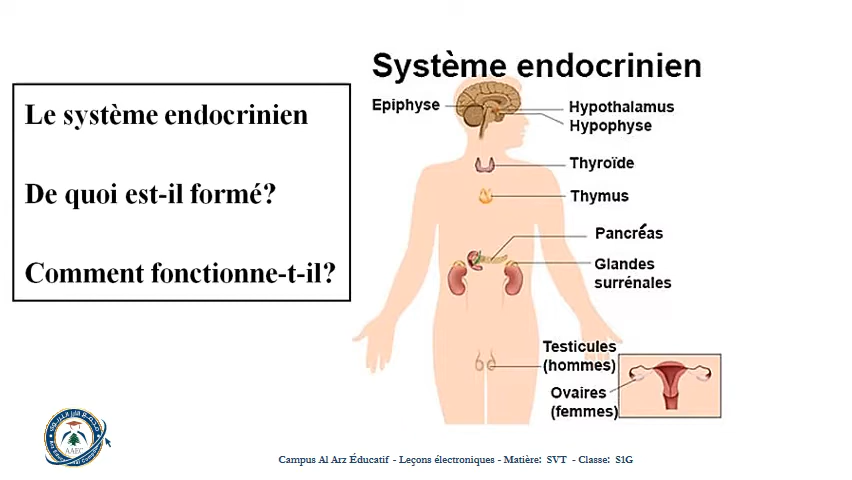 Système endocrinien
Le système endocrinien
De quoi est-il formé?
Comment fonctionne-t-il?
Epiphyse
Hypothalamus
Hypophyse
Thyroïde
Thymus
Pancréas
Glandes
surrénales
Testicules
(hommes)
Ovaires
(femmes)
AAEC
Campus Al Arz Éducatif - Leçons électroniques - Matière: SVT - Classe: S1G